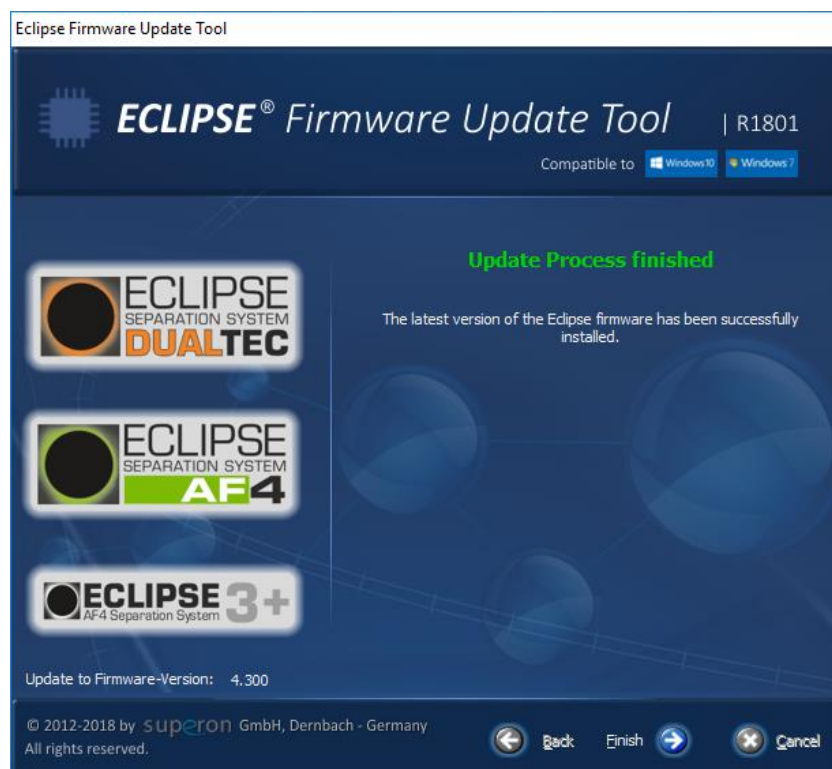 Eclipse Firmware Update Tool
ECLIPSE® Firmware Update Tool | R1801
Compatible to Windows 10 Windows 7
Update Process finished
The latest version of the Eclipse firmware has been successfully
installed.
ECLIPSE
SEPARATION SYSTEM
DUALTEC
ECLIPSE
SEPARATION SYSTEM
AF4
ECLIPSE 3+
AF4 Separation System
Update to Firmware-Version: 4.300
© 2012-2018 by superon GmbH, Dernbach - Germany
All rights reserved.
Back Finish Cancel